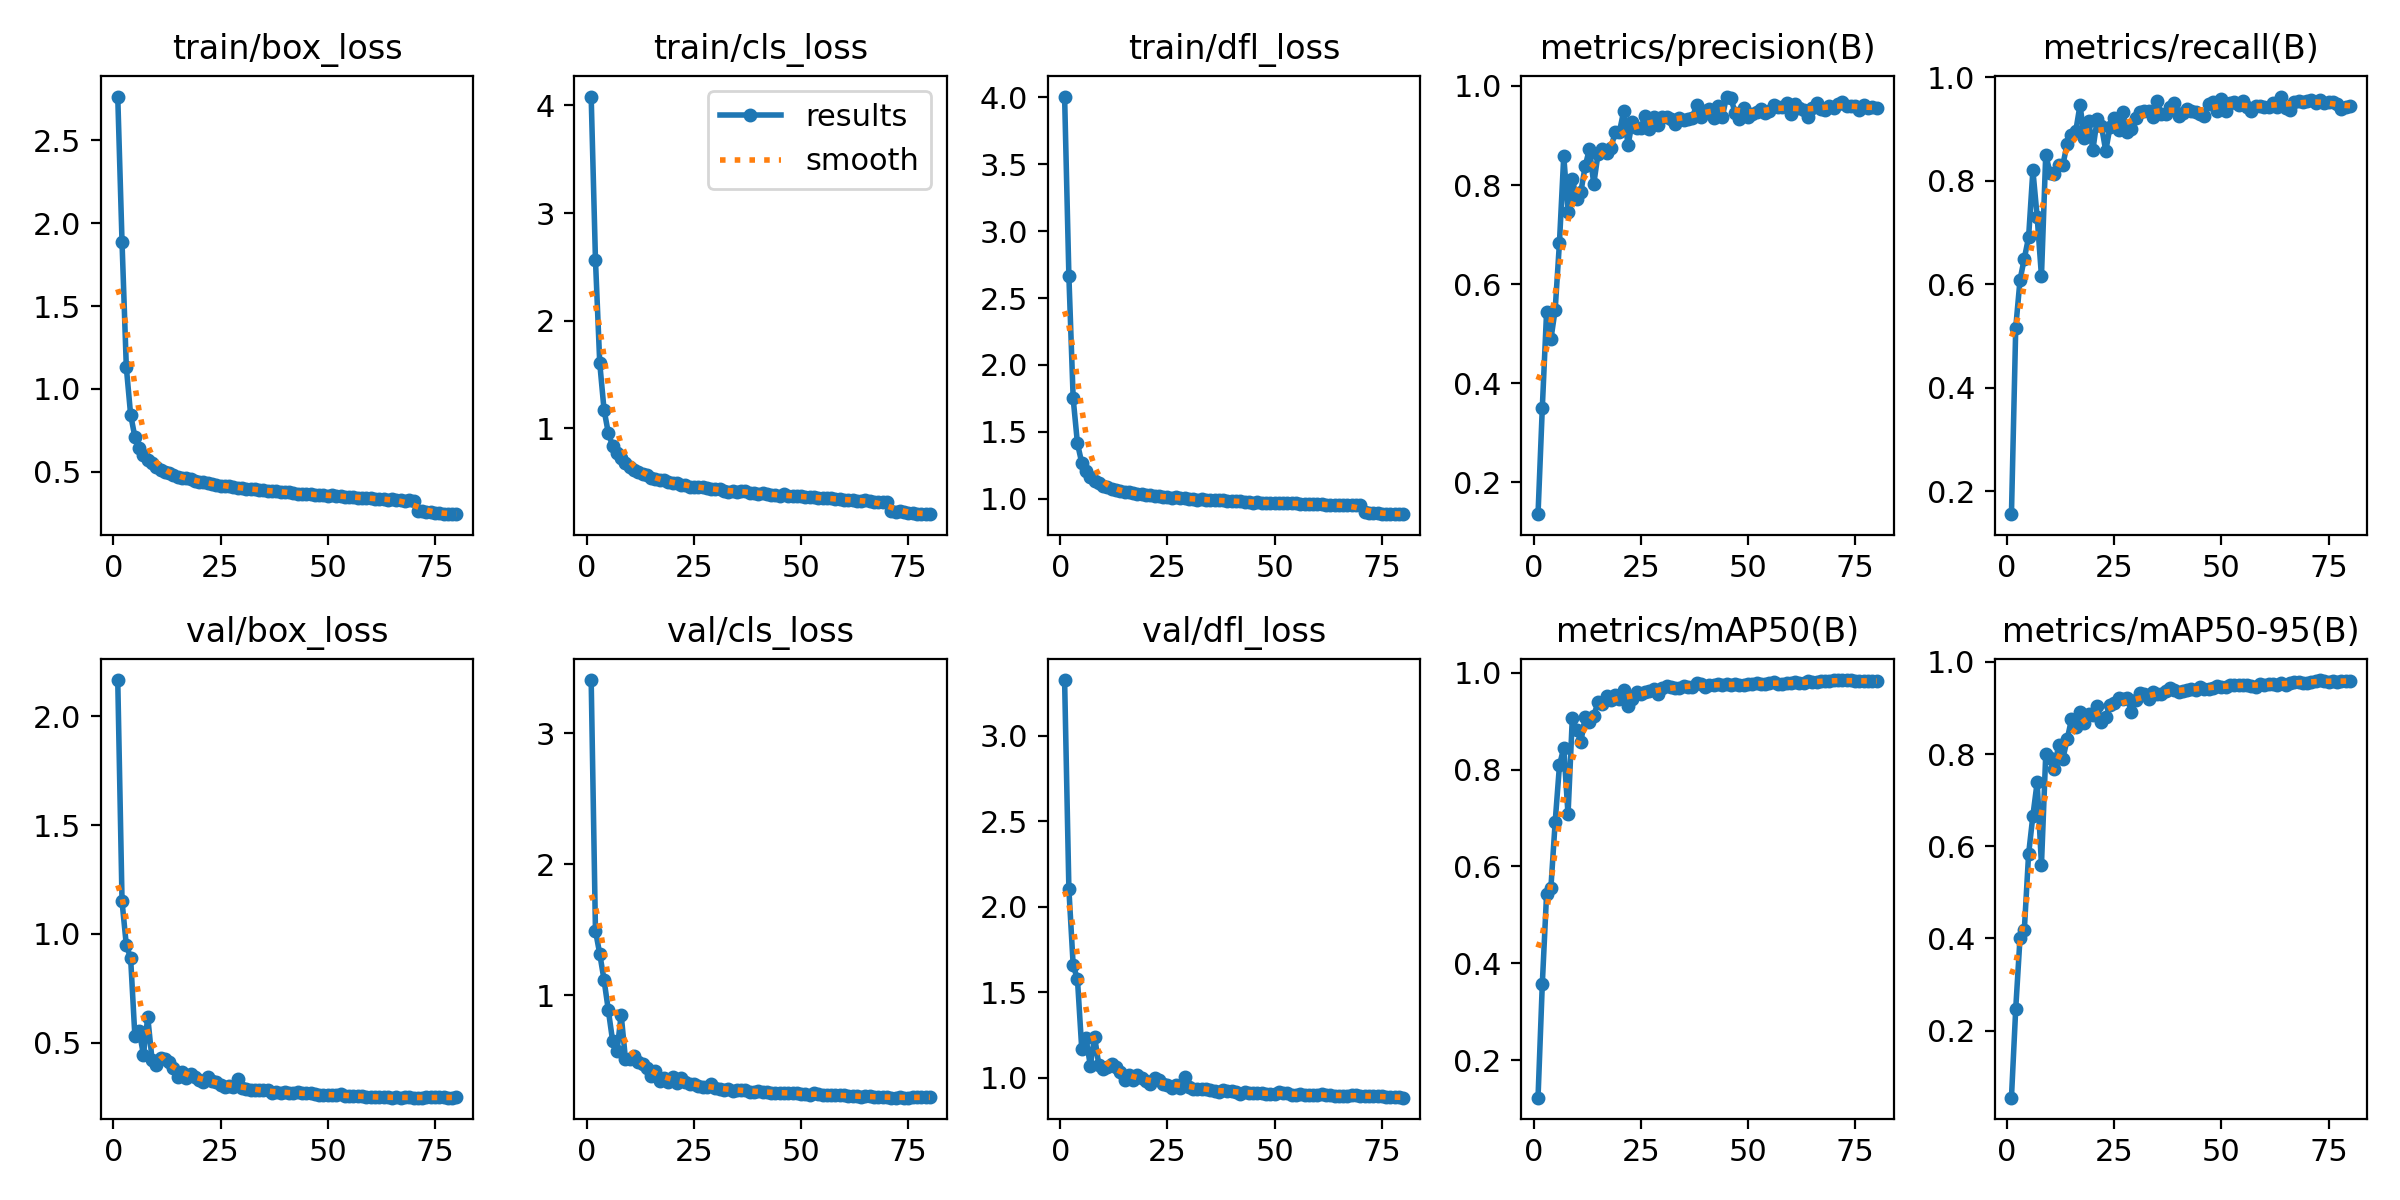 train/box_loss
2.5
2.0
1.5
1.0
0.5
0 25 50 75
train/cls_loss
results
smooth
4
3
2
1
0 25 50 75
train/dfl_loss
4.0
3.5
3.0
2.5
2.0
1.5
1.0
0 25 50 75
metrics/precision(B)
1.0
0.8
0.6
0.4
0.2
0 25 50 75
metrics/recall(B)
1.0
0.8
0.6
0.4
0.2
0 25 50 75
val/box_loss
2.0
1.5
1.0
0.5
0 25 50 75
val/cls_loss
3
2
1
0 25 50 75
val/dfl_loss
3.0
2.5
2.0
1.5
1.0
0 25 50 75
metrics/mAP50(B)
1.0
0.8
0.6
0.4
0.2
0 25 50 75
metrics/mAP50-95(B)
1.0
0.8
0.6
0.4
0.2
0 25 50 75